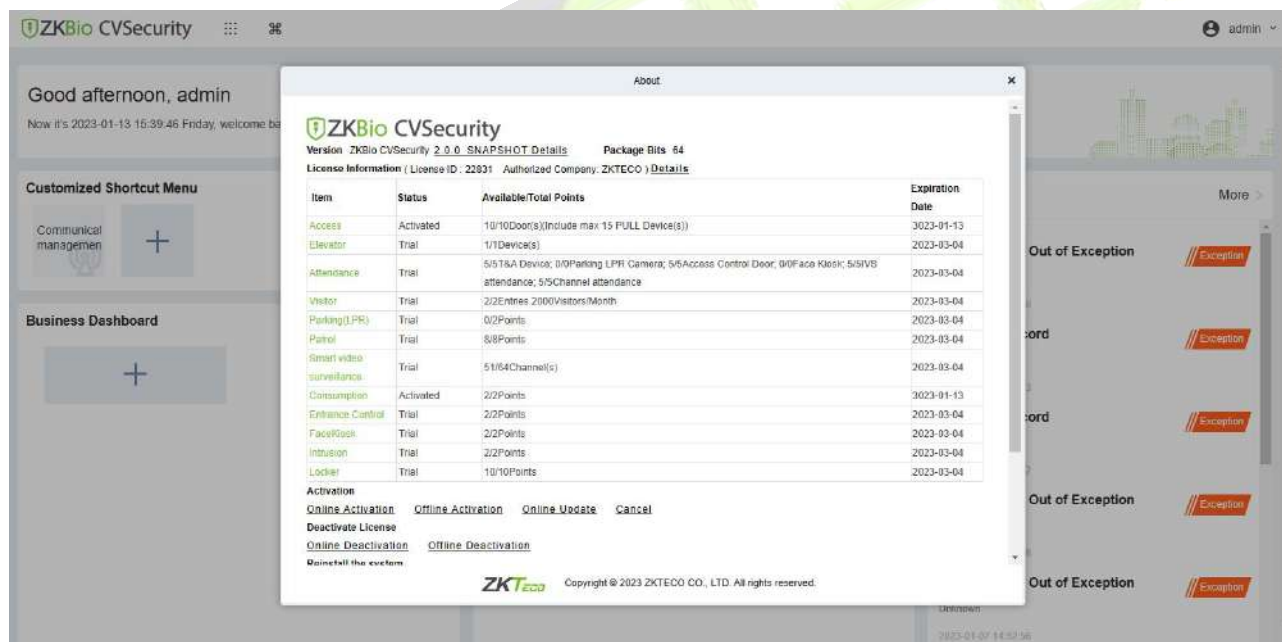 ZKBio CVSecurity
admin
Good afternoon, admin
Now it's 2023-01-13 15:39:46 Friday, welcome ba
Customized Shortcut Menu
Communical
managemen
Business Dashboard
About
ZKBio CVSecurity
Version ZKBio CVSecurity 2.0.0_SNAPSHOT Details Package Bits 64
License Information ( License ID : 22831 Authorized Company: ZKTECO ) Details
Item Status Available/Total Points Expiration Date
Access Activated 10/10Door(s)(Include max 15 PULL Device(s)) 3023-01-13
Elevator Trial 1/1Device(s) 2023-03-04
Attendance Trial 5/5T&A Device; 0/0Parking LPR Camera; 5/5Access Control Door; 0/0Face Kiosk; 5/5IVS attendance; 5/5Channel attendance 2023-03-04
Visitor Trial 2/2Entries 2000Visitors/Month 2023-03-04
Parking(LPR) Trial 0/2Points 2023-03-04
Patrol Trial 8/8Points 2023-03-04
Smart video surveillance Trial 51/64Channel(s) 2023-03-04
Consumption Activated 2/2Points 3023-01-13
Entrance Control Trial 2/2Points 2023-03-04
FaceKiosk Trial 2/2Points 2023-03-04
Intrusion Trial 2/2Points 2023-03-04
Locker Trial 10/10Points 2023-03-04
Activation
Online Activation Offline Activation Online Update Cancel
Deactivate License
Online Deactivation Offline Deactivation
Reinstall the system
ZKTeco Copyright © 2023 ZKTECO CO., LTD. All rights reserved.
More >
Out of Exception
Exception
cord
Exception
cord
Exception
Out of Exception
Exception
Out of Exception
Exception
Unknown
2023-01-07 14:57:56